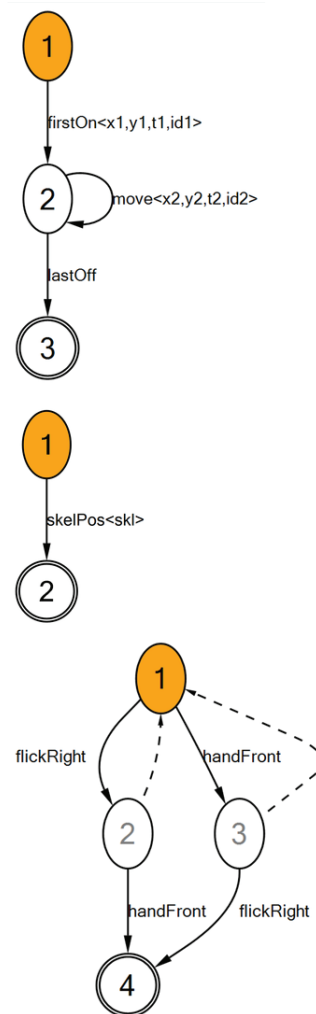 1
firstOn<x1,y1,t1,id1>
2
move<x2,y2,t2,id2>
lastOff
3
1
skelPos<skl>
2
1
flickRight
handFront
2
3
handFront
flickRight
4